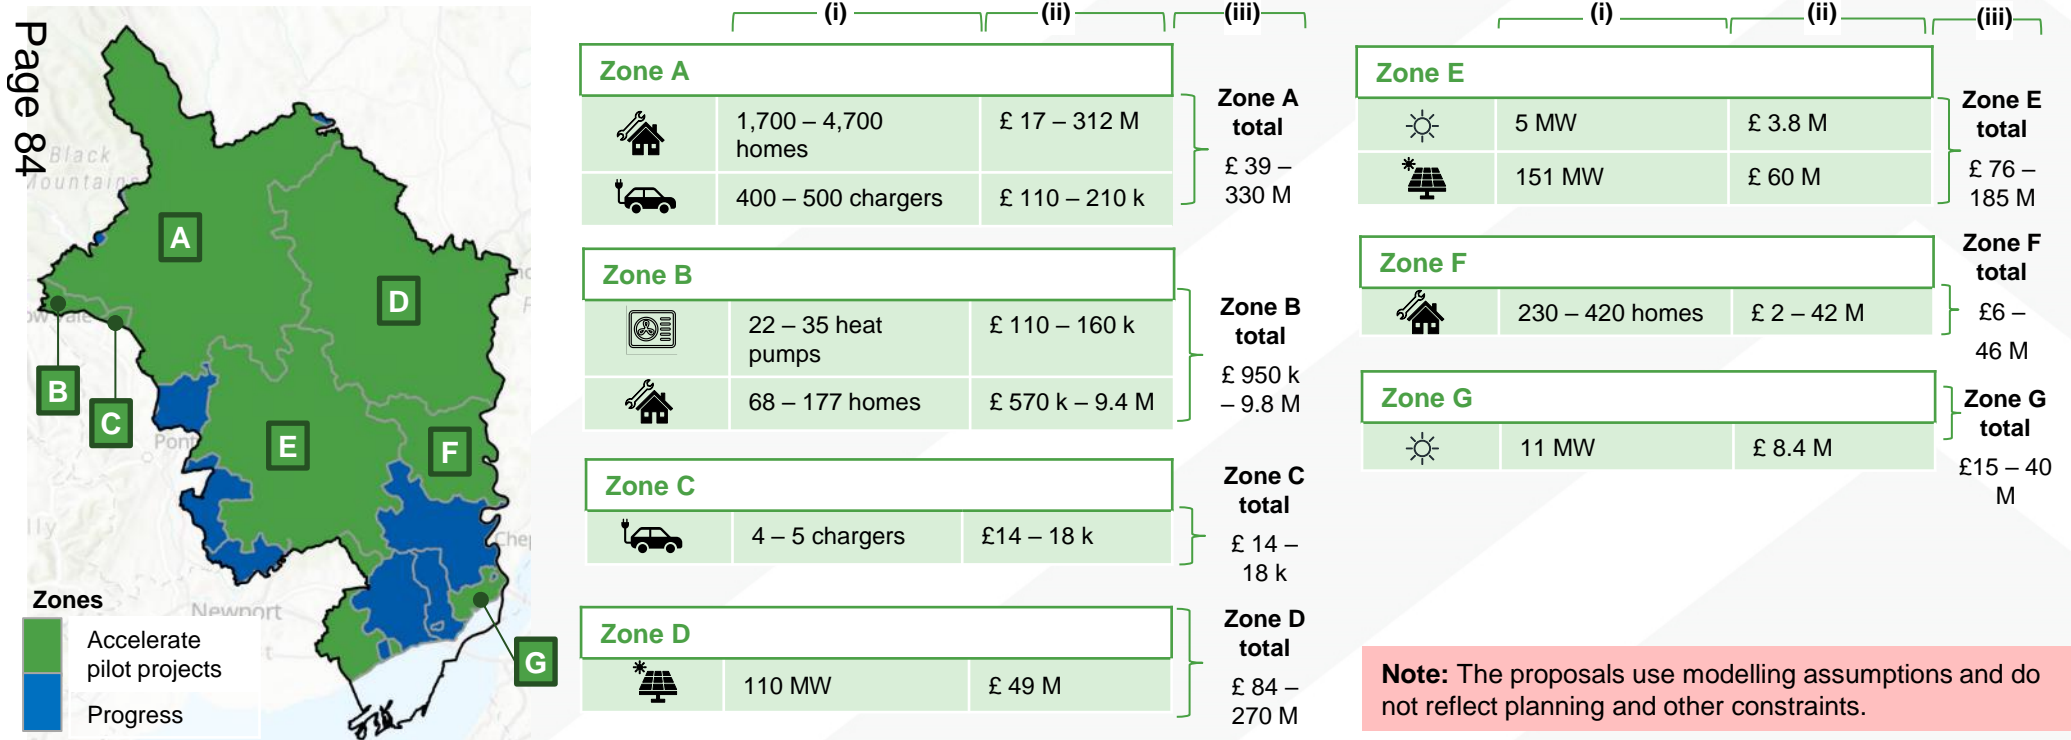 Page 84
Black
Mountains
A
B
C
D
E
F
G
Pont
Newport
Zones
Accelerate
pilot projects
Progress
(i)
(ii)
(iii)
Zone A
1,700 – 4,700
homes
£ 17 – 312 M
400 – 500 chargers
£ 110 – 210 k
Zone A
total
£ 39 –
330 M
Zone B
22 – 35 heat
pumps
£ 110 – 160 k
68 – 177 homes
£ 570 k – 9.4 M
Zone B
total
£ 950 k
– 9.8 M
Zone C
4 – 5 chargers
£14 – 18 k
Zone C
total
£ 14 –
18 k
Zone D
110 MW
£ 49 M
Zone D
total
£ 84 –
270 M
(i)
(ii)
(iii)
Zone E
5 MW
£ 3.8 M
151 MW
£ 60 M
Zone E
total
£ 76 –
185 M
Zone F
230 – 420 homes
£ 2 – 42 M
Zone F
total
£6 –
46 M
Zone G
11 MW
£ 8.4 M
Zone G
total
£15 – 40
M
Note: The proposals use modelling assumptions and do
not reflect planning and other constraints.